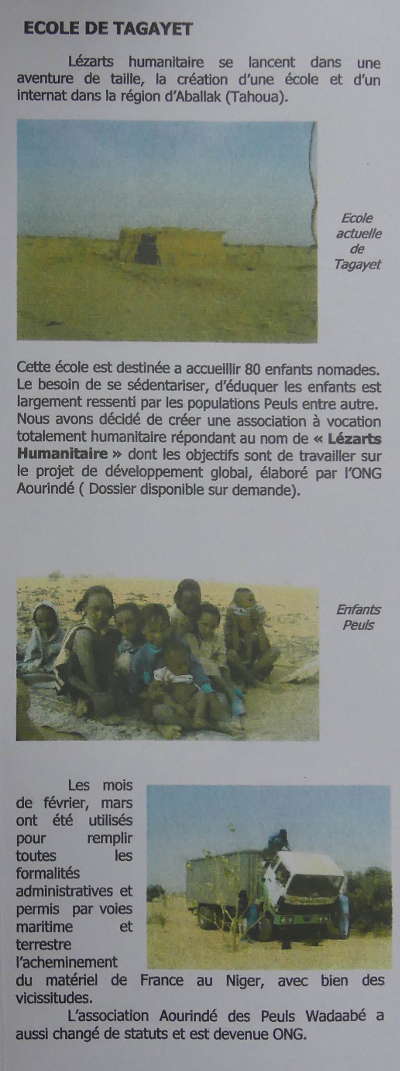 ECOLE DE TAGAYET
Lézarts humanitaire se lancent dans une
aventure de taille, la création d'une école et d'un
internat dans la région d'Aballak (Tahoua).
Ecole
actuelle
de
Tagayet
Cette école est destinée a accueillir 80 enfants nomades.
Le besoin de se sédentariser, d'éduquer les enfants est
largement ressenti par les populations Peuls entre autre.
Nous avons décidé de créer une association à vocation
totalement humanitaire répondant au nom de « Lézarts
Humanitaire » dont les objectifs sont de travailler sur
le projet de développement global, élaboré par l'ONG
Aourindé ( Dossier disponible sur demande).
Enfants
Peuls
Les mois
de février, mars
ont été utilisés
pour remplir
toutes les
formalités
administratives et
permis par voies
maritime et
terrestre
l'acheminement
du matériel de France au Niger, avec bien des
vicissitudes.
L'association Aourindé des Peuls Wadaabé a
aussi changé de statuts et est devenue ONG.